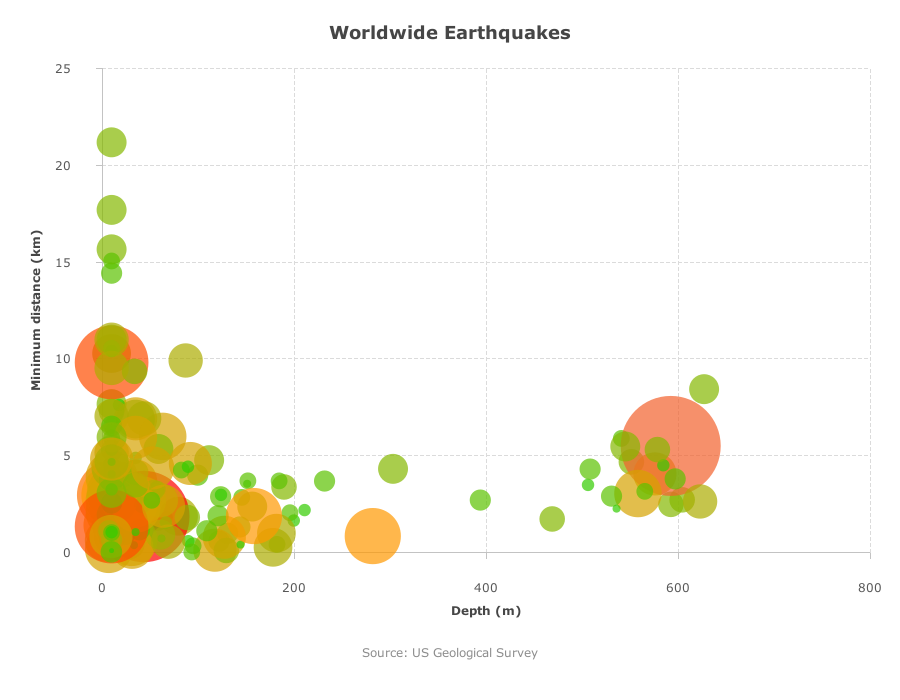 Worldwide Earthquakes
25
20
15
10
5
0
Minimum distance (km)
0 200 400 600 800
Depth (m)
Source: US Geological Survey